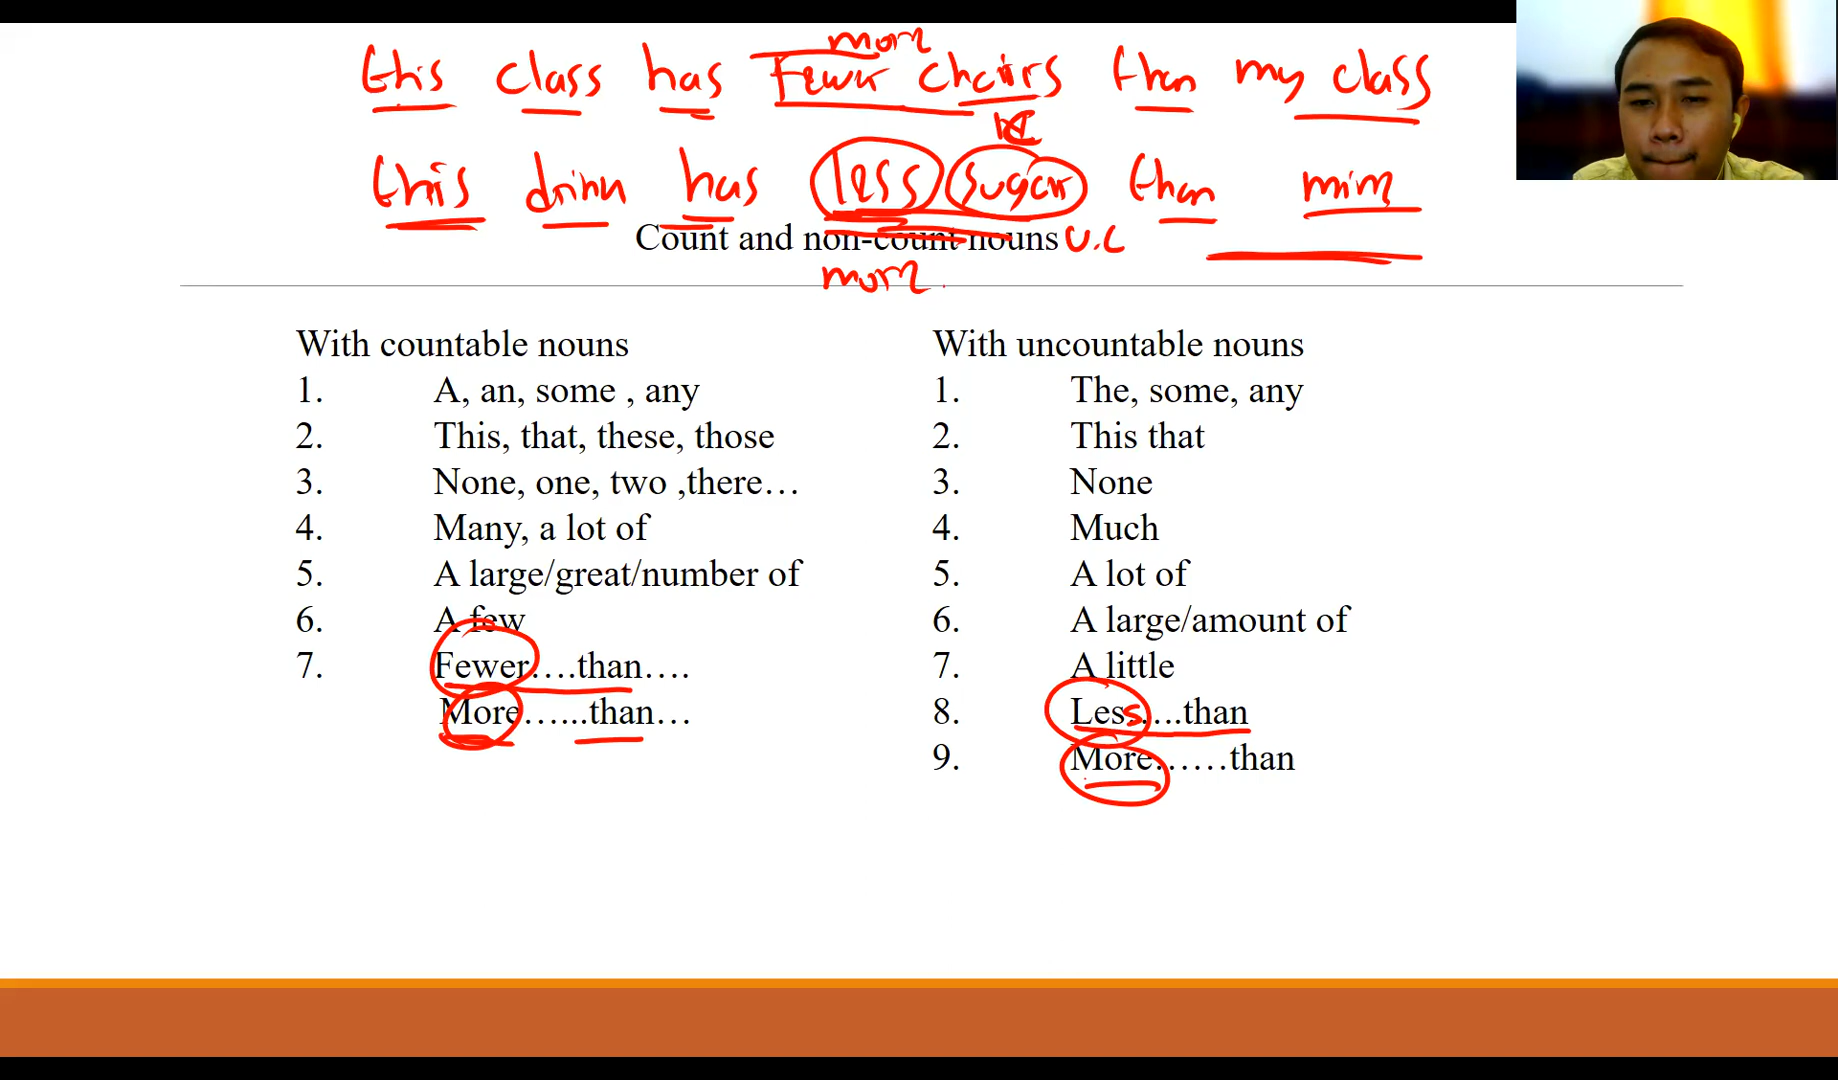 more
this class has Fewer chairs than my class
this drink has less sugar than mine
Count and non-count nouns U.C
more
With countable nouns
1. A, an, some , any
2. This, that, these, those
3. None, one, two ,there…
4. Many, a lot of
5. A large/great/number of
6. A few
7. Fewer….than….
More…...than…
With uncountable nouns
1. The, some, any
2. This that
3. None
4. Much
5. A lot of
6. A large/amount of
7. A little
8. Less…..than
9. More……than